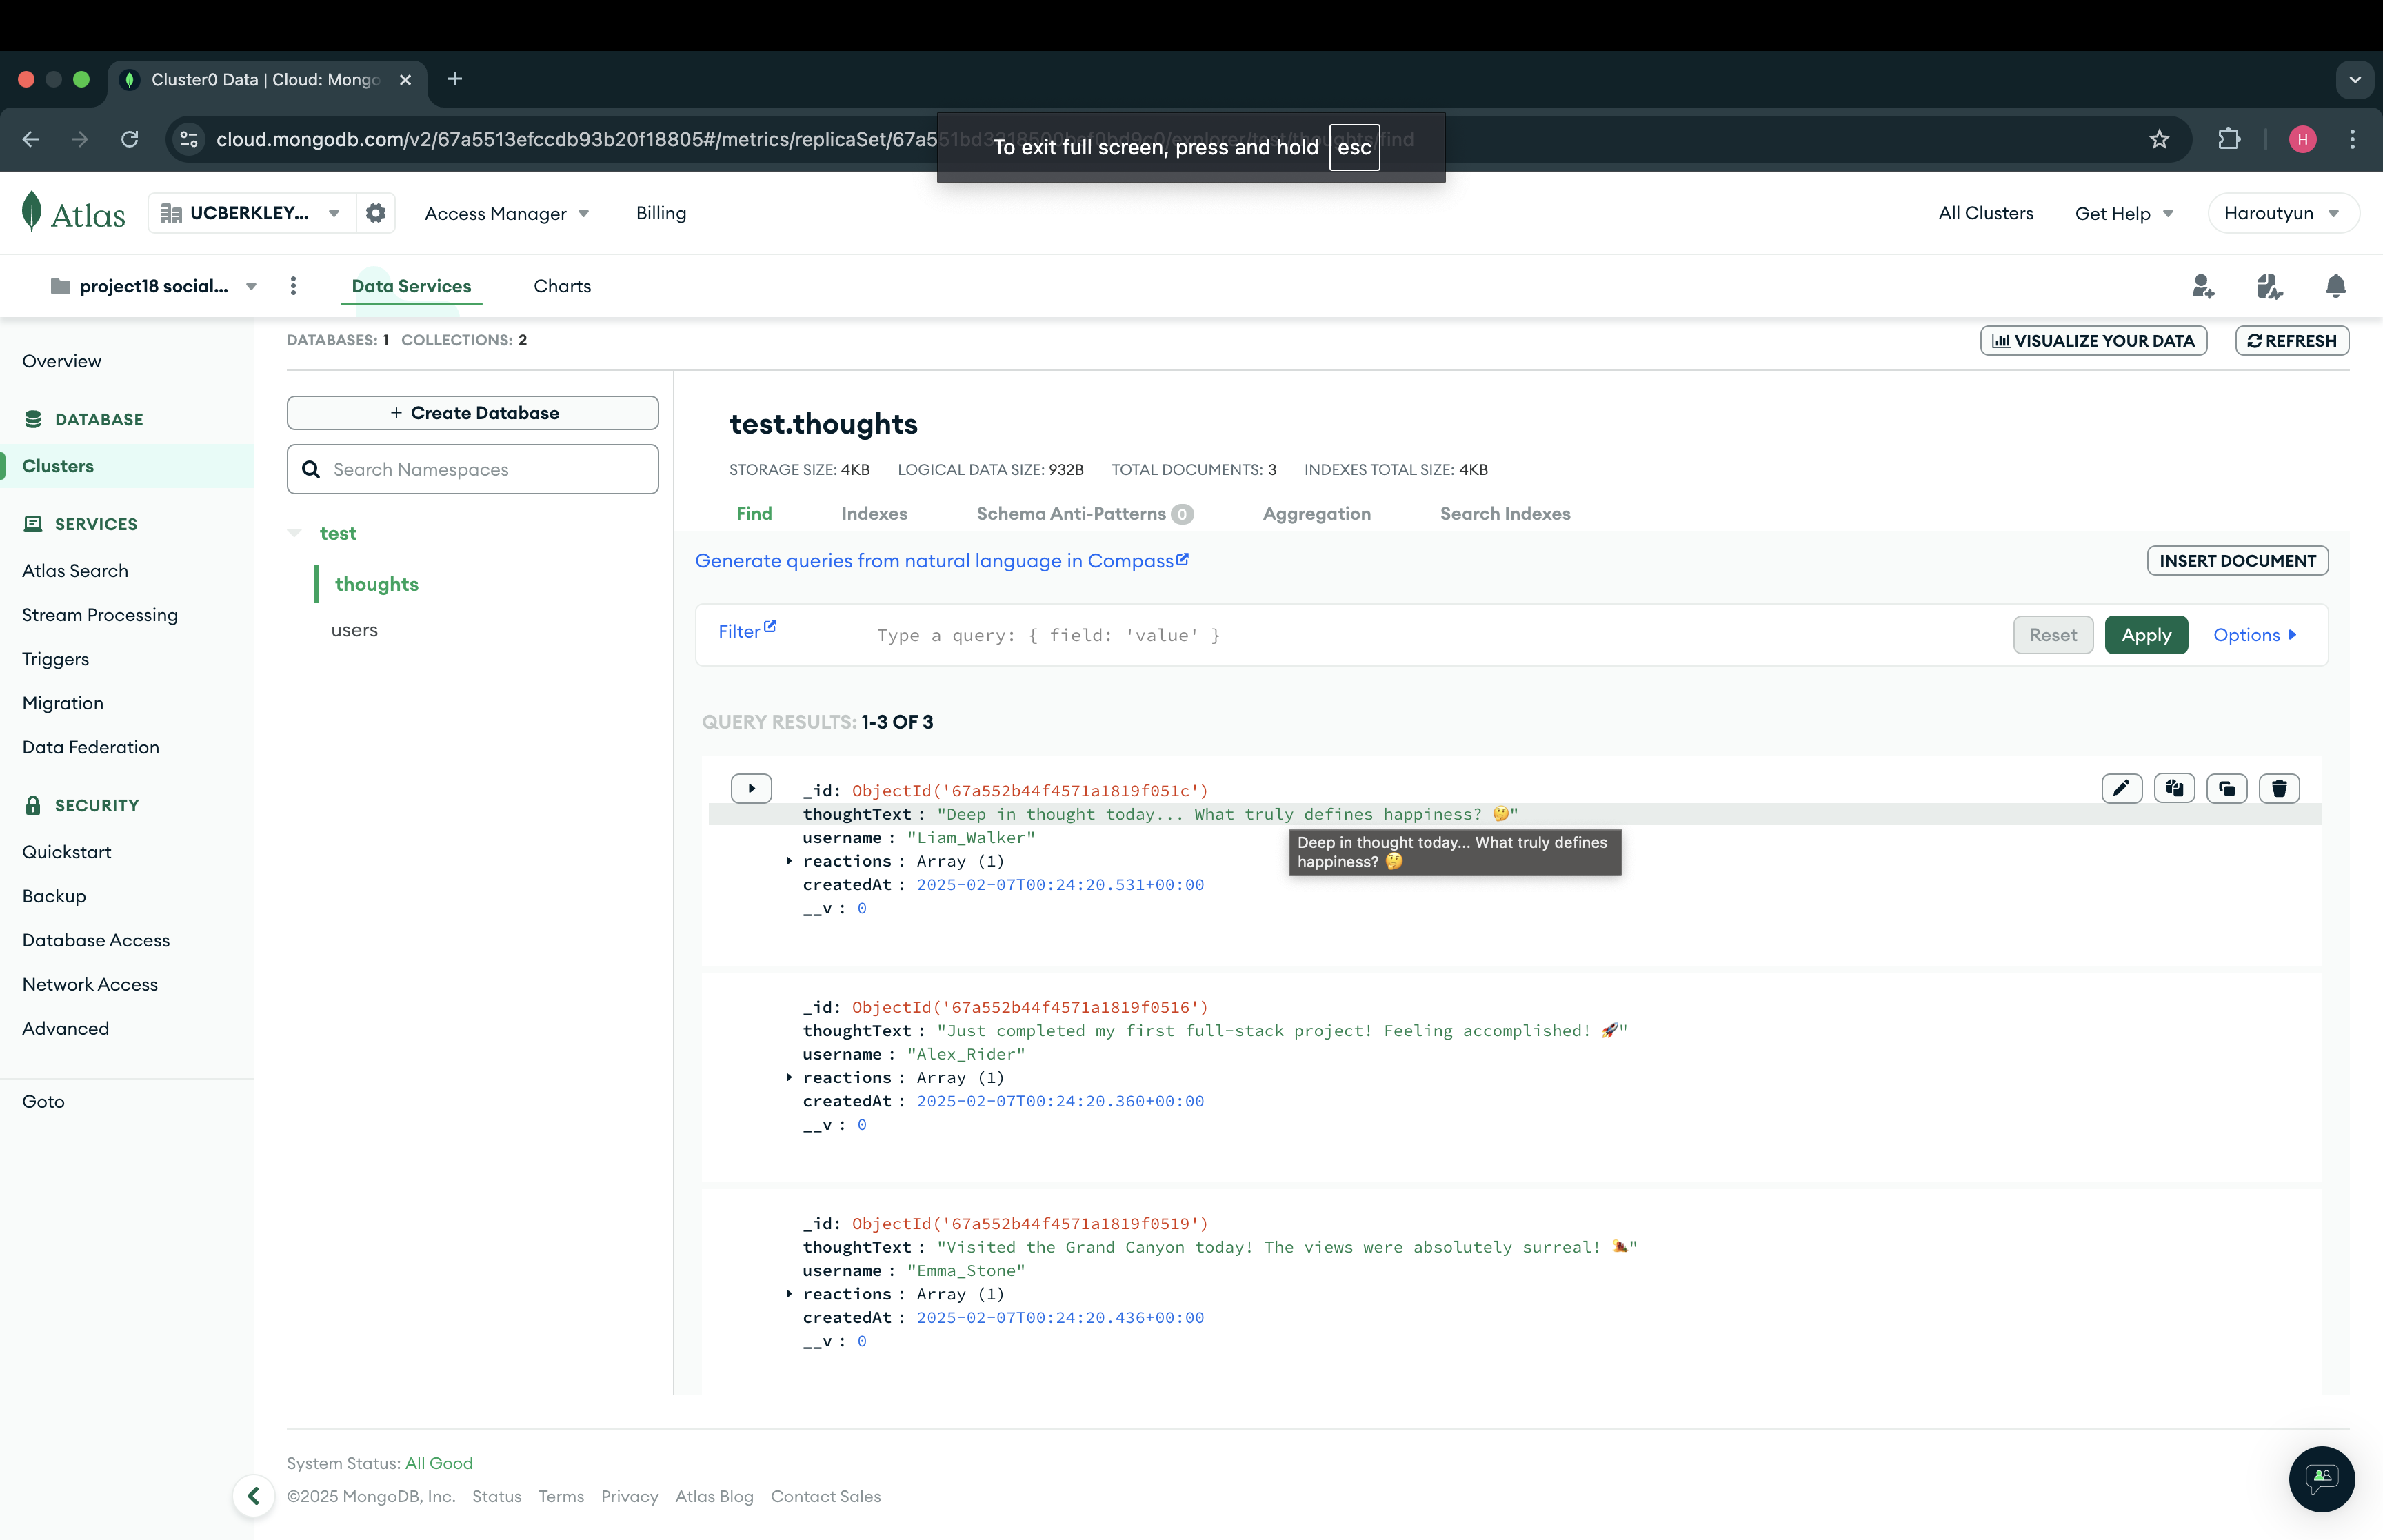 Cluster0 Data | Cloud: Mongo
cloud.mongodb.com/v2/67a5513efccdb93b20f18805#/metrics/replicaSet/67a5
To exit full screen, press and hold esc
H
Atlas
UCBERKLEY...
Access Manager
Billing
All Clusters
Get Help
Haroutyun
project18 social...
Data Services
Charts
DATABASES: 1 COLLECTIONS: 2
VISUALIZE YOUR DATA
REFRESH
Overview
DATABASE
Clusters
SERVICES
Atlas Search
Stream Processing
Triggers
Migration
Data Federation
SECURITY
Quickstart
Backup
Database Access
Network Access
Advanced
Goto
+ Create Database
Search Namespaces
test
thoughts
users
test.thoughts
STORAGE SIZE: 4KB LOGICAL DATA SIZE: 932B TOTAL DOCUMENTS: 3 INDEXES TOTAL SIZE: 4KB
Find Indexes Schema Anti-Patterns 0 Aggregation Search Indexes
Generate queries from natural language in Compass
INSERT DOCUMENT
Filter
Type a query: { field: 'value' }
Reset Apply Options
QUERY RESULTS: 1-3 OF 3
_id: ObjectId('67a552b44f4571a1819f051c')
thoughtText : "Deep in thought today... What truly defines happiness? 🤔"
username : "Liam_Walker"
Deep in thought today... What truly defines
happiness? 🤔
reactions : Array (1)
createdAt : 2025-02-07T00:24:20.531+00:00
__v : 0
_id: ObjectId('67a552b44f4571a1819f0516')
thoughtText : "Just completed my first full-stack project! Feeling accomplished! 🚀"
username : "Alex_Rider"
reactions : Array (1)
createdAt : 2025-02-07T00:24:20.360+00:00
__v : 0
_id: ObjectId('67a552b44f4571a1819f0519')
thoughtText : "Visited the Grand Canyon today! The views were absolutely surreal! "
username : "Emma_Stone"
reactions : Array (1)
createdAt : 2025-02-07T00:24:20.436+00:00
__v : 0
System Status: All Good
©2025 MongoDB, Inc. Status Terms Privacy Atlas Blog Contact Sales